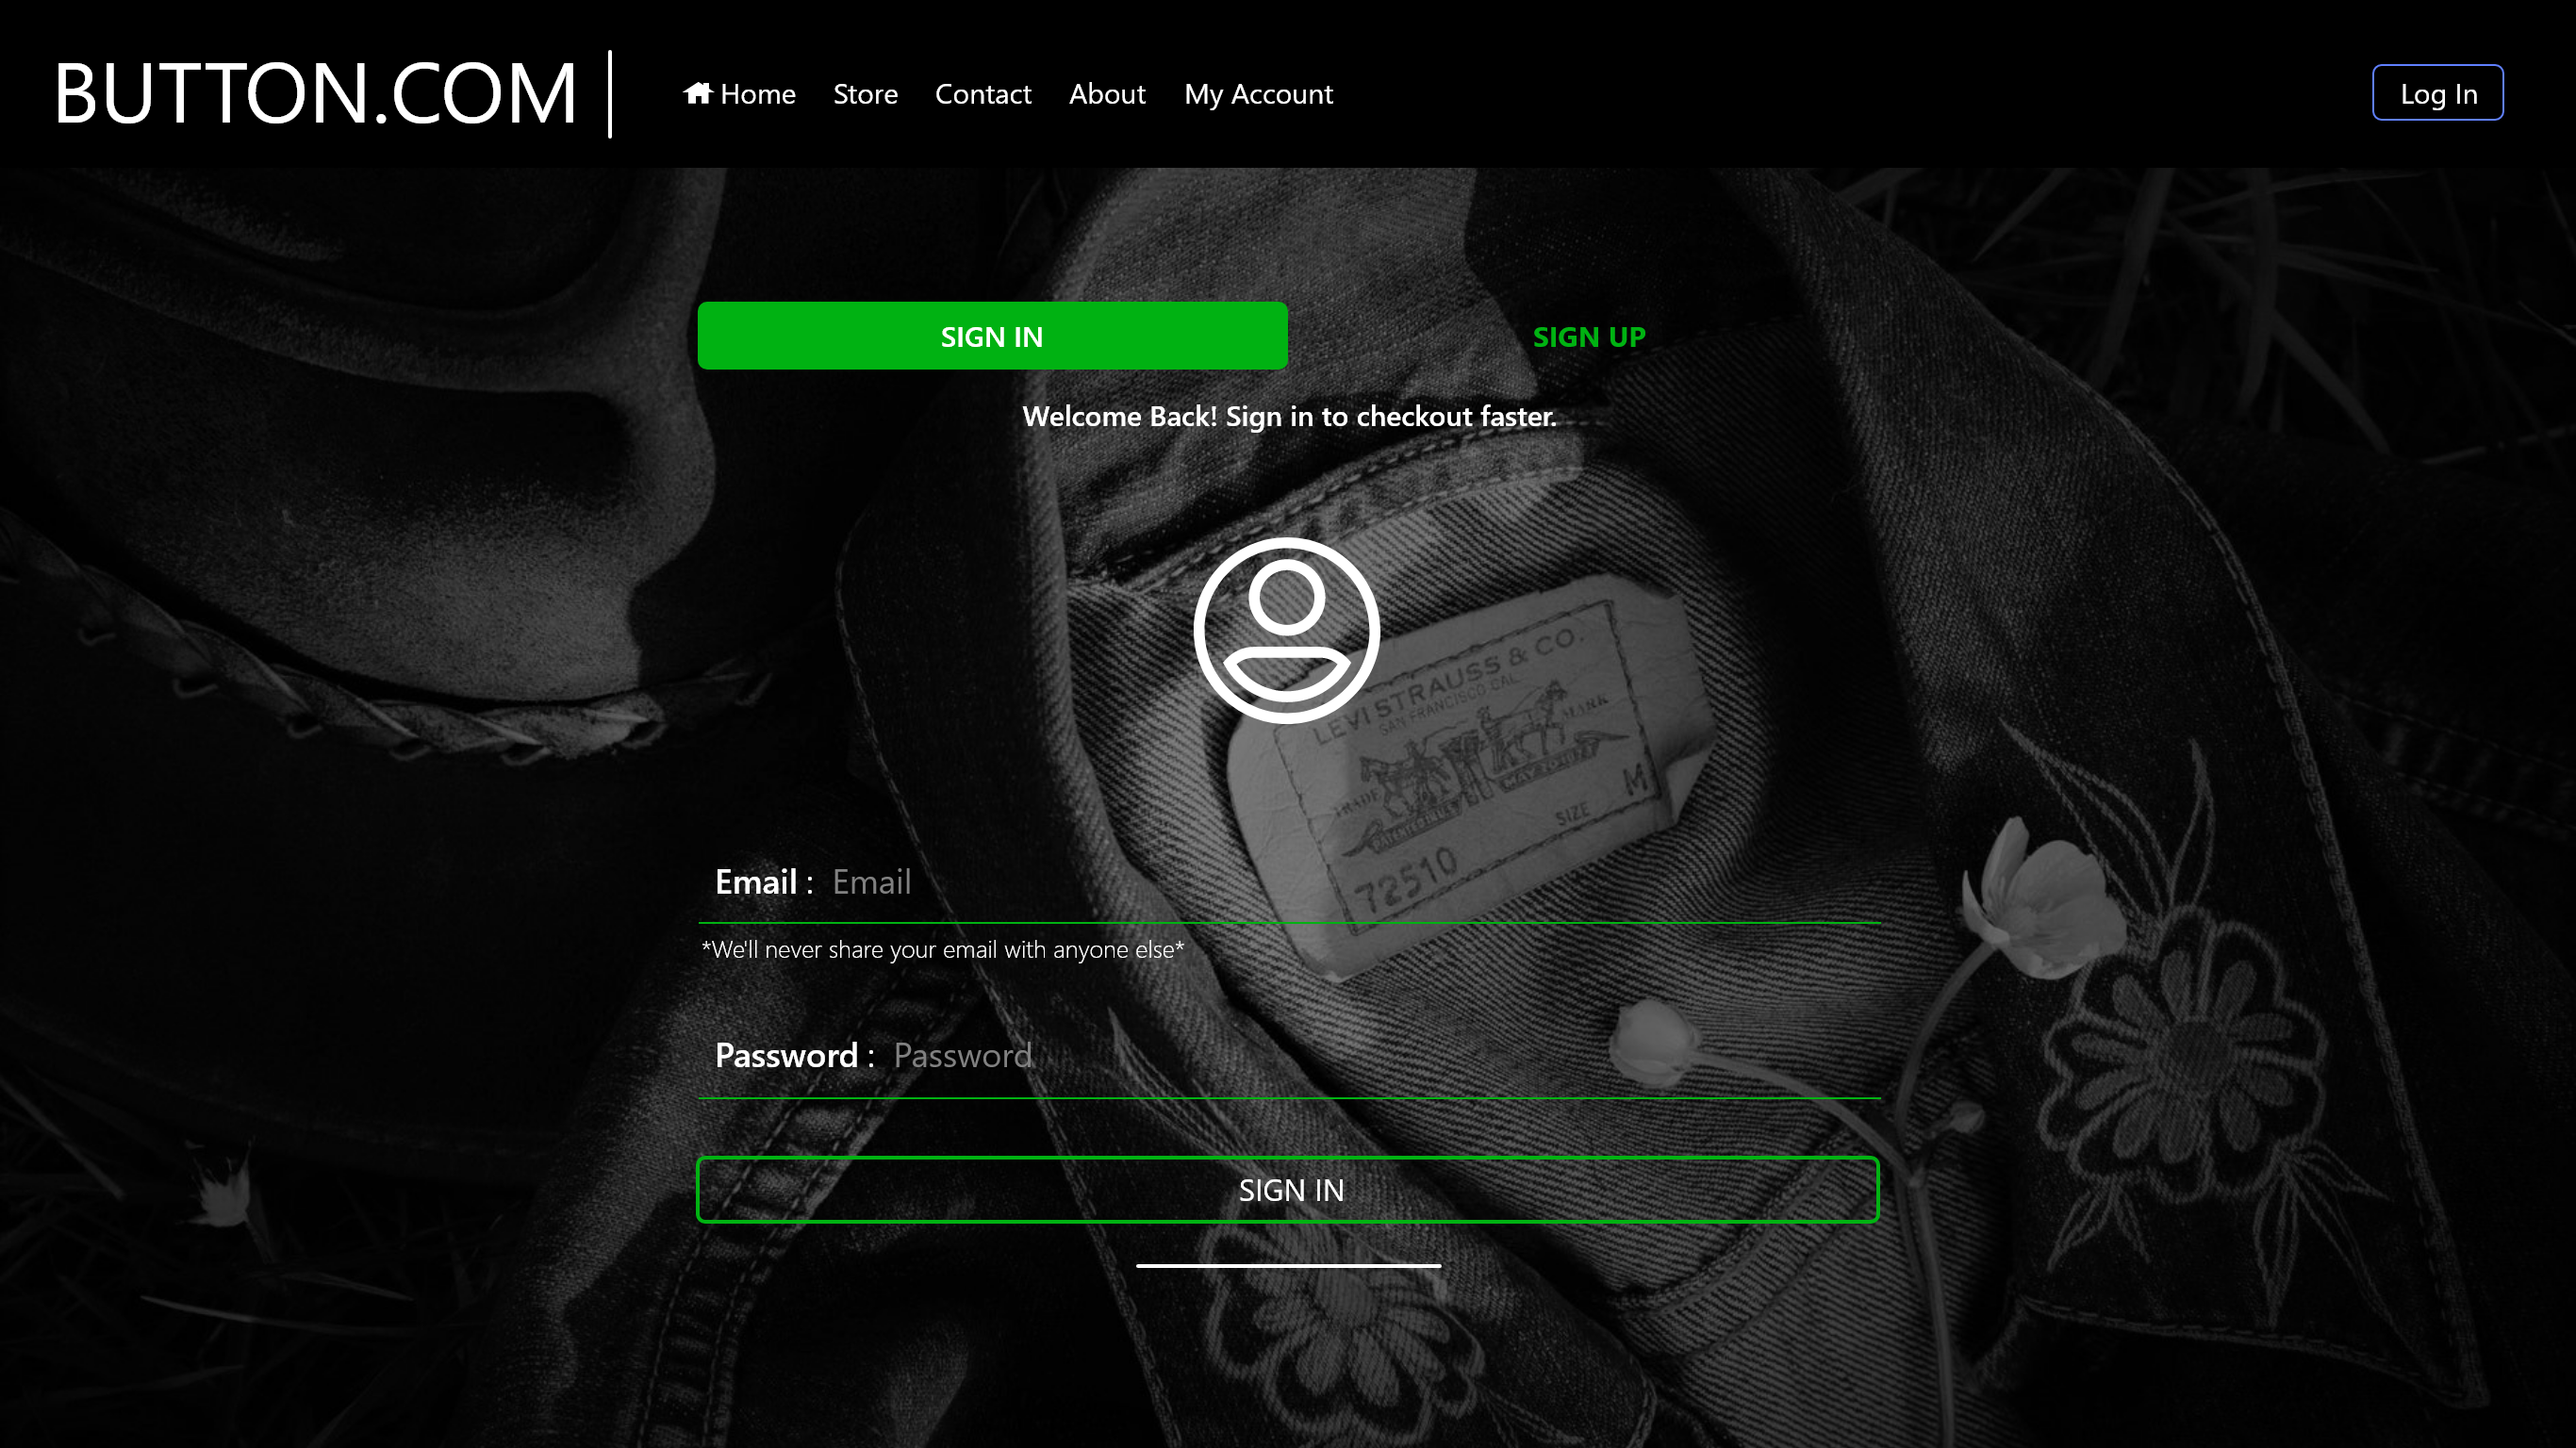 BUTTON.COM
Home Store Contact About My Account
Log In
SIGN IN
SIGN UP
Welcome Back! Sign in to checkout faster.
LEVI STRAUSS & CO.
SAN FRANCISCO CAL
TRADE MARK
SIZE M
72510
Email : Email
*We'll never share your email with anyone else*
Password : Password
SIGN IN